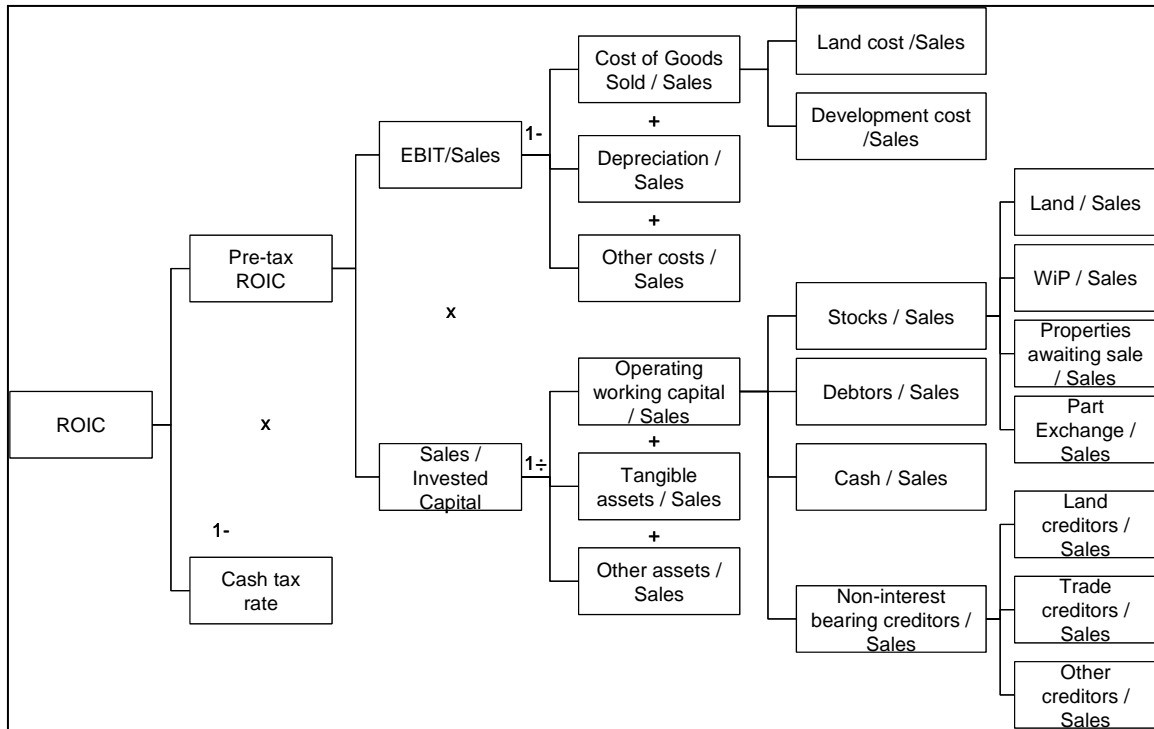 Land cost /Sales
Cost of Goods
Sold / Sales
Development cost
/Sales
1-
+
EBIT/Sales
Depreciation /
Sales
+
Land / Sales
Pre-tax
ROIC
Other costs /
Sales
WiP / Sales
x
Stocks / Sales
Properties
awaiting sale
/ Sales
Operating
working capital
/ Sales
Debtors / Sales
ROIC
x
Part
Exchange /
Sales
+
Sales /
Invested
Capital
1÷
Tangible
assets / Sales
Cash / Sales
Land
creditors /
Sales
1-
+
Cash tax
rate
Other assets /
Sales
Non-interest
bearing creditors /
Sales
Trade
creditors /
Sales
Other
creditors /
Sales